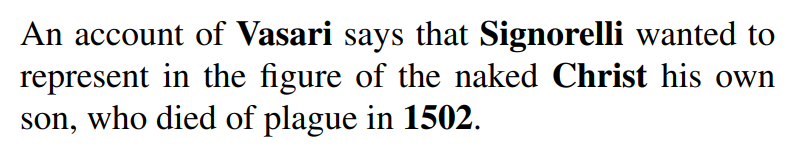 An account of Vasari says that Signorelli wanted to
represent in the figure of the naked Christ his own
son, who died of plague in 1502.